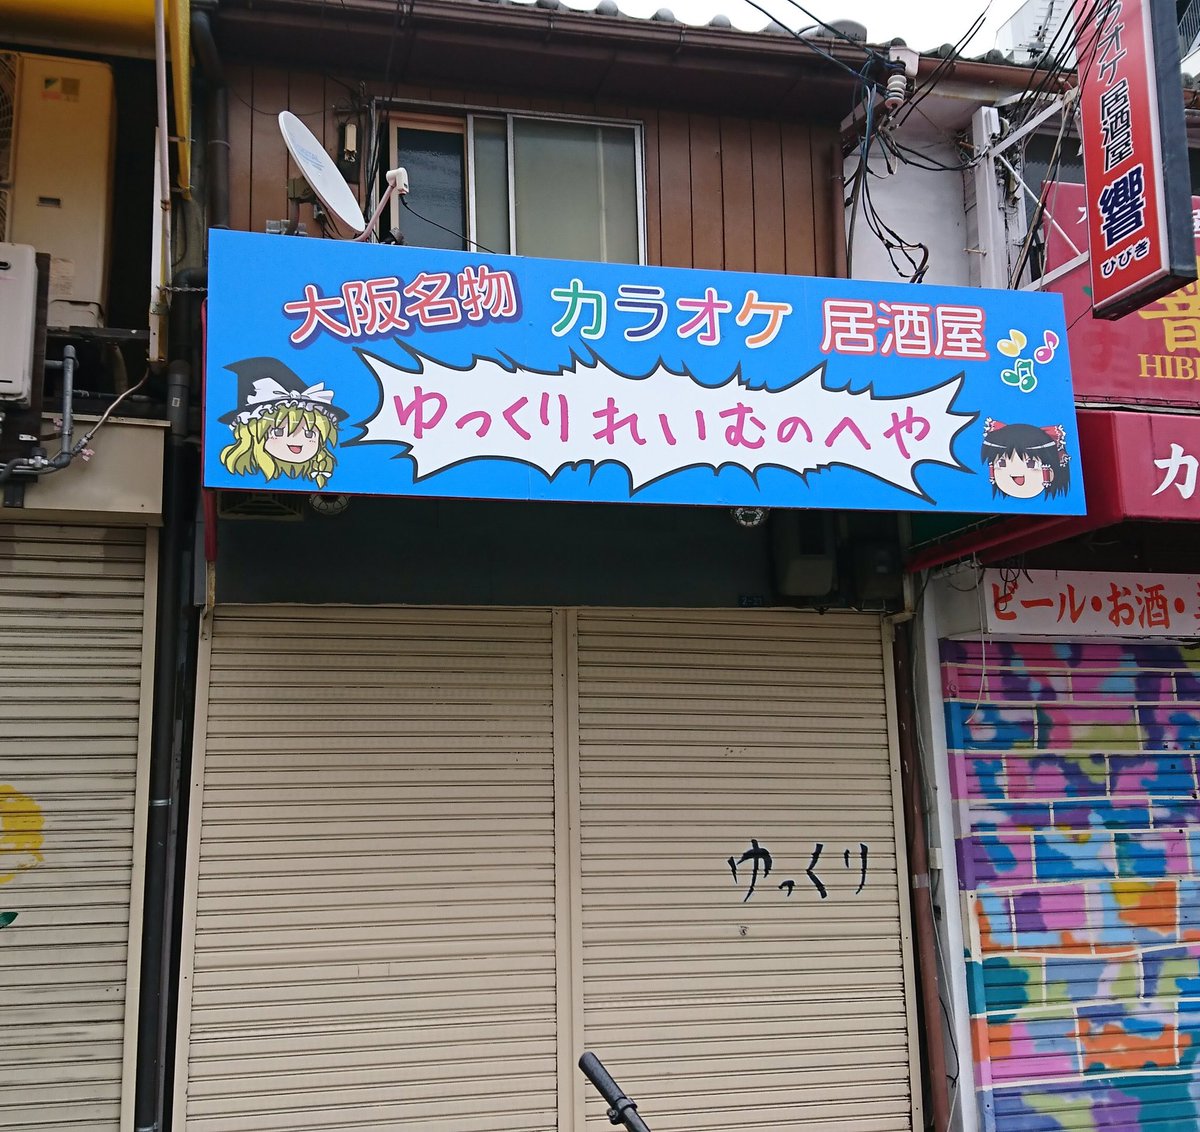 大阪名物 カラオケ 居酒屋
ゆっくりれいむのへや
カラオケ居酒屋 響
ひびき
HIBI
カ
ビール・お酒・
ゆっくり